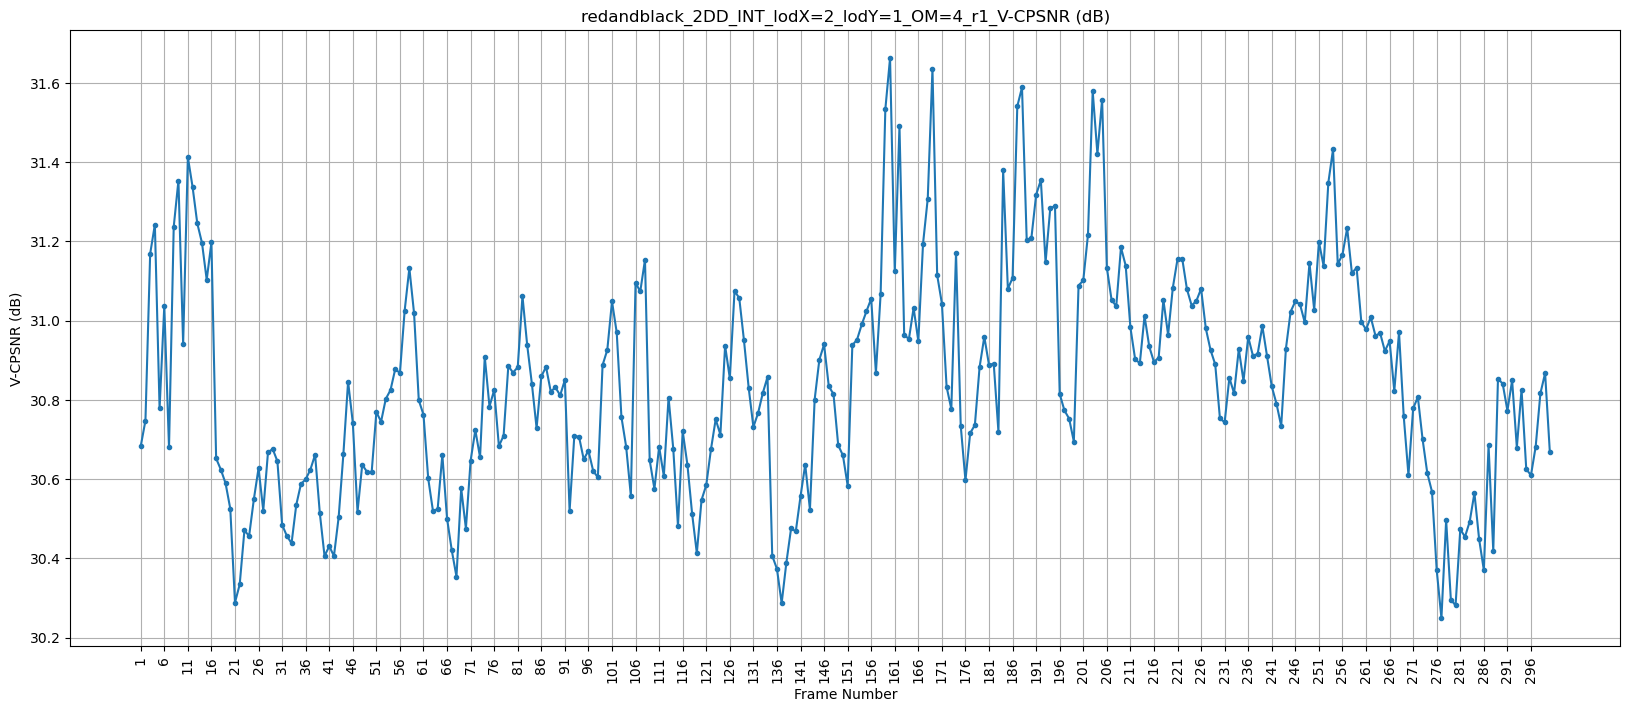 redandblack_2DD_INT_lodX=2_lodY=1_OM=4_r1_V-CPSNR (dB)
V-CPSNR (dB)
31.6
31.4
31.2
31.0
30.8
30.6
30.4
30.2
1 6 11 16 21 26 31 36 41 46 51 56 61 66 71 76 81 86 91 96 101 106 111 116 121 126 131 136 141 146 151 156 161 166 171 176 181 186 191 196 201 206 211 216 221 226 231 236 241 246 251 256 261 266 271 276 281 286 291 296
Frame Number